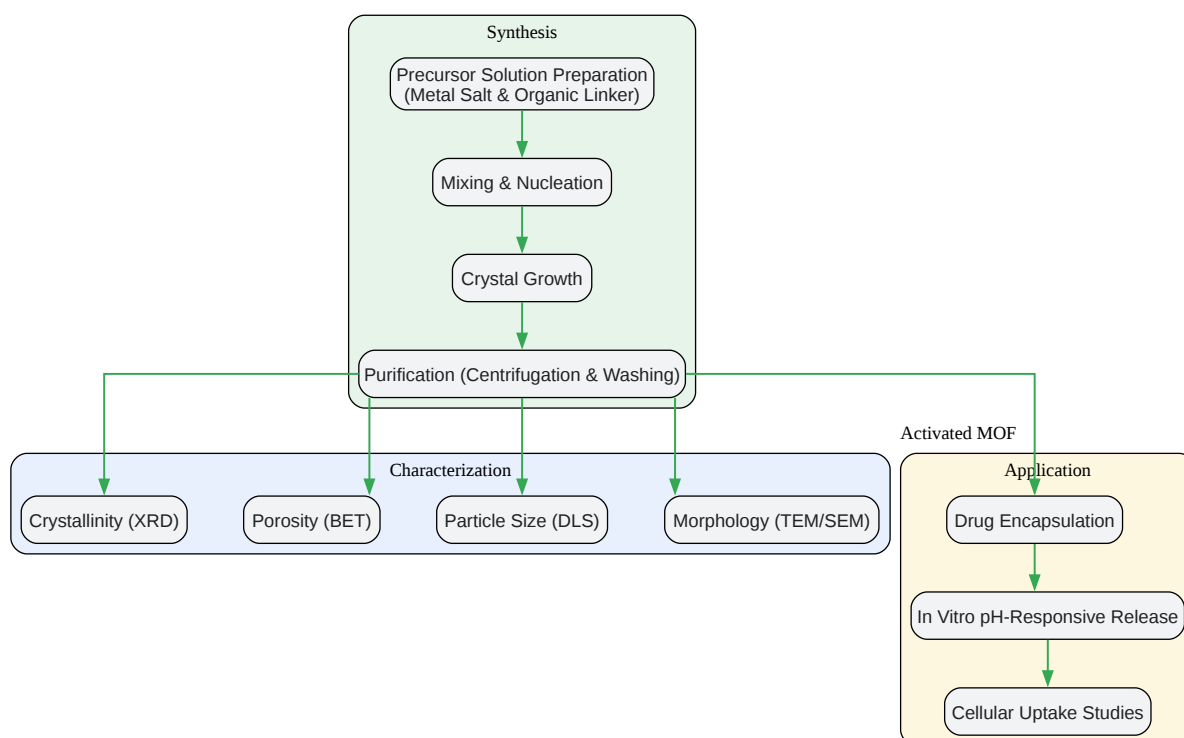 Synthesis
Precursor Solution Preparation
(Metal Salt & Organic Linker)
Mixing & Nucleation
Crystal Growth
Purification (Centrifugation & Washing)
Activated MOF
Characterization
Application
Crystallinity (XRD)
Porosity (BET)
Particle Size (DLS)
Morphology (TEM/SEM)
Drug Encapsulation
In Vitro pH-Responsive Release
Cellular Uptake Studies